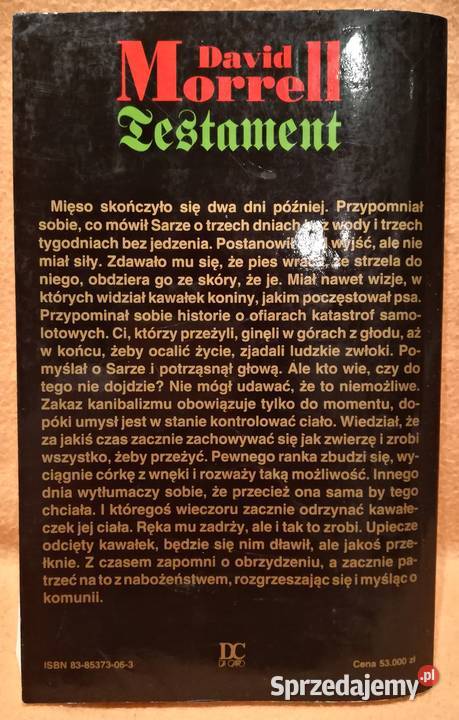 David
Morrell
Testament
Mięso skończyło się dwa dni później. Przypomniał
sobie, co mówił Sarze o trzech dniach bez wody i trzech
tygodniach bez jedzenia. Postanowił wyjść, ale nie
miał siły. Zdawało mu się, że pies wraca, że strzela do
niego, obdziera go ze skóry, że je. Miał nawet wizje, w
których widział kawałek koniny, jakim poczęstował psa.
Przypominał sobie historie o ofiarach katastrof samo-
lotowych. Ci, którzy przeżyli, ginęli w górach z głodu, aż
w końcu, żeby ocalić życie, zjadali ludzkie zwłoki. Po-
myślał o Sarze i potrząsnął głową. Ale kto wie, czy do
tego nie dojdzie? Nie mógł udawać, że to niemożliwe.
Zakaz kanibalizmu obowiązuje tylko do momentu, do-
póki umysł jest w stanie kontrolować ciało. Wiedział, że
za jakiś czas zacznie zachowywać się jak zwierzę i zrobi
wszystko, żeby przeżyć. Pewnego ranka zbudzi się, wy-
ciągnie córkę z wnęki i rozważy taką możliwość. Innego
dnia wytłumaczy sobie, że przecież ona sama by tego
chciała. I któregoś wieczoru zacznie odrzynać kawałe-
czek jej ciała. Ręka mu zadrży, ale i tak to zrobi. Upiecze
odcięty kawałek, będzie się nim dławił, ale jakoś prze-
łknie. Z czasem zapomni o obrzydzeniu, a zacznie pa-
trzeć na to z nabożeństwem, rozgrzeszając się i myśląc o
komunii.
DC
DA CAPO
ISBN 83-85373-06-3
Cena 53.000 zł
Sprzedajemy.pl